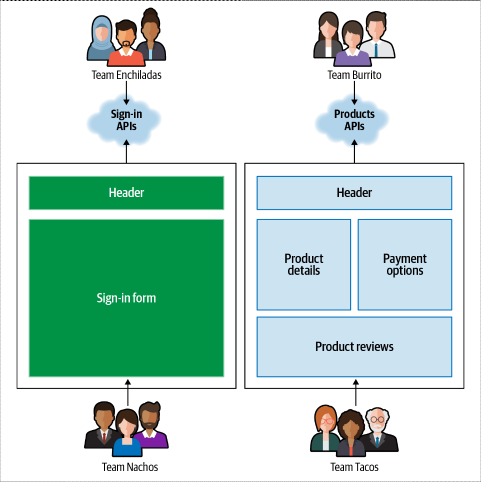 Team Enchiladas
Team Burrito
Sign-in
APIs
Products
APIs
Header
Header
Sign-in form
Product
details
Payment
options
Product reviews
Team Nachos
Team Tacos